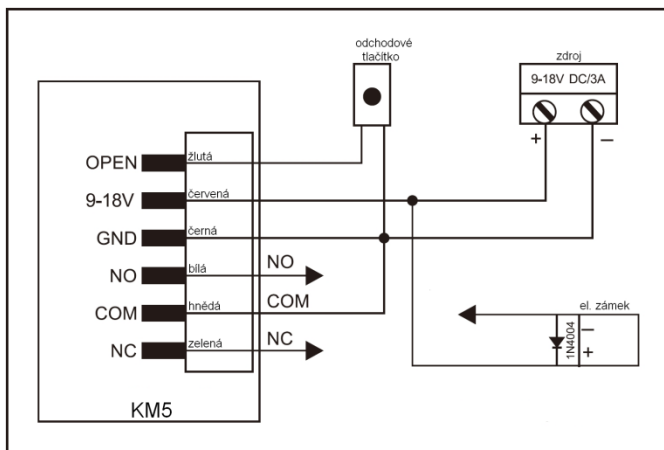 odchodové
tlačítko
zdroj
9-18V DC/3A
+
–
OPEN
žlutá
9-18V
červená
GND
černá
NO
bílá
NO
COM
hnědá
COM
NC
zelená
NC
el. zámek
1N4004
–
+
KM5